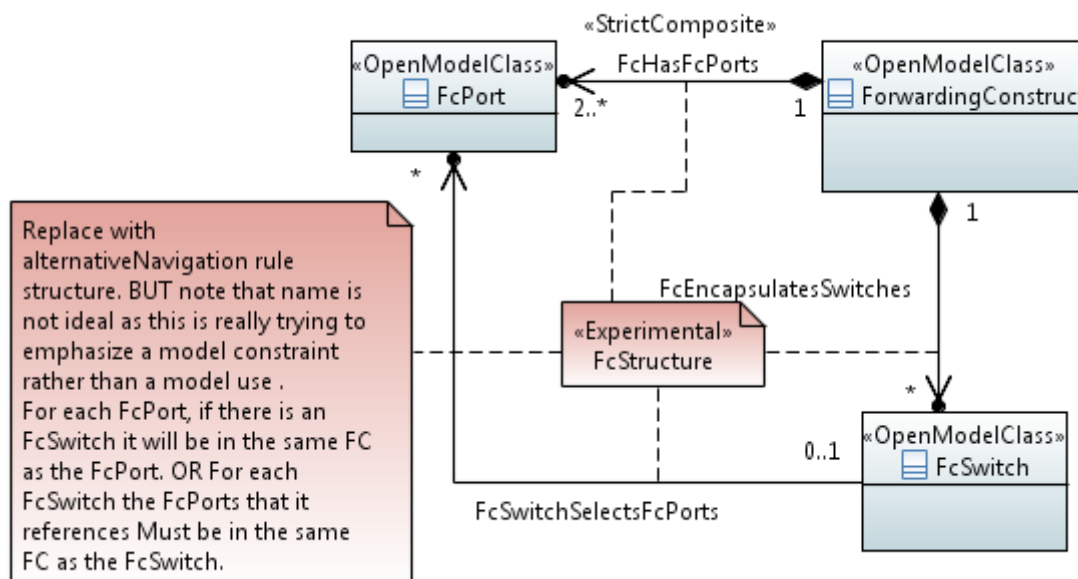 «StrictComposite»
«OpenModelClass»
FcPort
FcHasFcPorts
«OpenModelClass»
ForwardingConstruct
2..*
1
*
1
Replace with
alternativeNavigation rule
structure. BUT note that name is
not ideal as this is really trying to
emphasize a model constraint
rather than a model use .
For each FcPort, if there is an
FcSwitch it will be in the same FC
as the FcPort. OR For each
FcSwitch the FcPorts that it
references Must be in the same
FC as the FcSwitch.
FcEncapsulatesSwitches
«Experimental»
FcStructure
*
0..1
«OpenModelClass»
FcSwitch
FcSwitchSelectsFcPorts